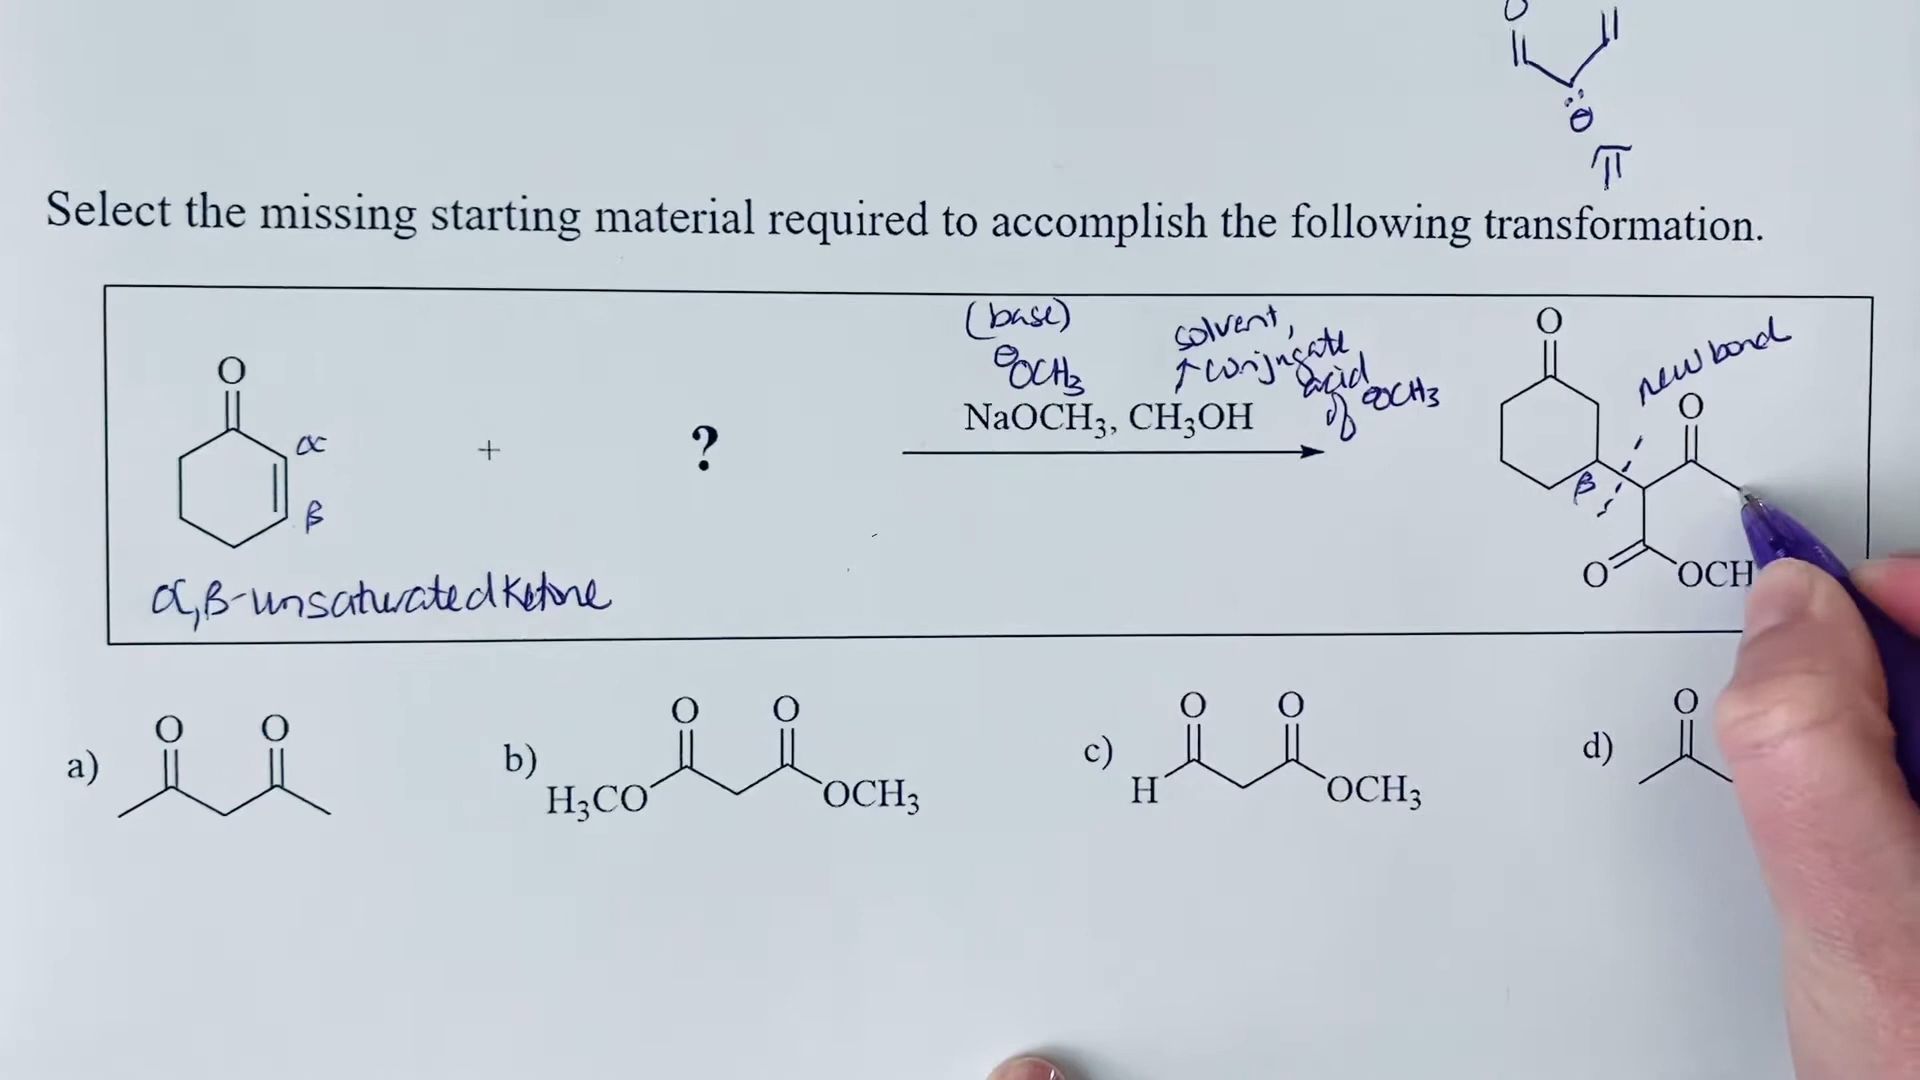 O
⊖
π
Select the missing starting material required to accomplish the following transformation.
(base)
⊖OCH3
solvent,
↑ conjugate
acid
of ⊖OCH3
NaOCH3, CH3OH
O
α
β
+
?
α,β-unsaturated ketone
O
new bond
O
β
O
OCH
a)
O
O
b)
O
O
H3CO
OCH3
c)
O
O
H
OCH3
d)
O